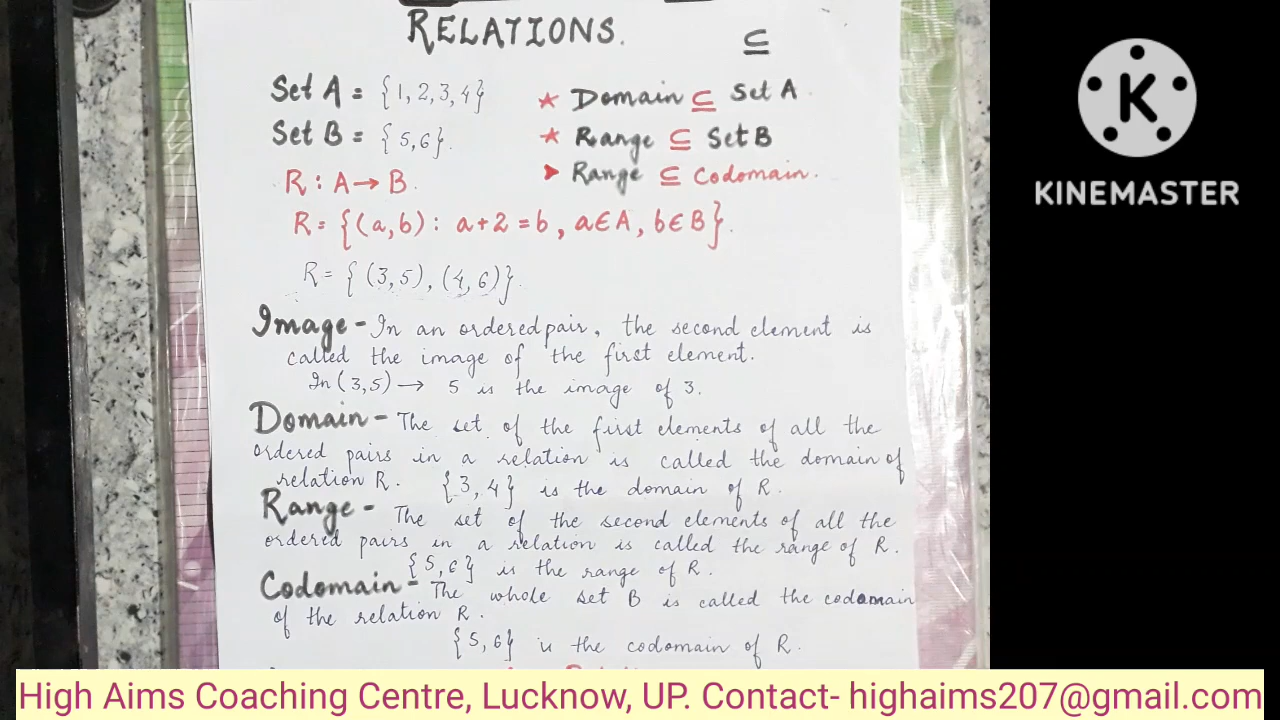 RELATIONS.
⊆
Set A = {1, 2, 3, 4}
★ Domain ⊆ Set A
Set B = {5,6}.
★ Range ⊆ Set B
R : A → B.
➤ Range ⊆ Codomain.
R = {(a, b) : a+2 = b, a∈A, b∈B}.
R = {(3, 5), (4, 6)}.
Image - In an ordered pair, the second element is
called the image of the first element.
In (3, 5) → 5 is the image of 3.
Domain - The set of the first elements of all the
ordered pairs in a relation is called the domain of
relation R. {3, 4} is the domain of R.
Range - The set of the second elements of all the
ordered pairs in a relation is called the range of R.
{5, 6} is the range of R.
Codomain - The whole set B is called the codomain
of the relation R.
{5, 6} is the codomain of R.
K
KINEMASTER
High Aims Coaching Centre, Lucknow, UP. Contact- highaims207@gmail.com